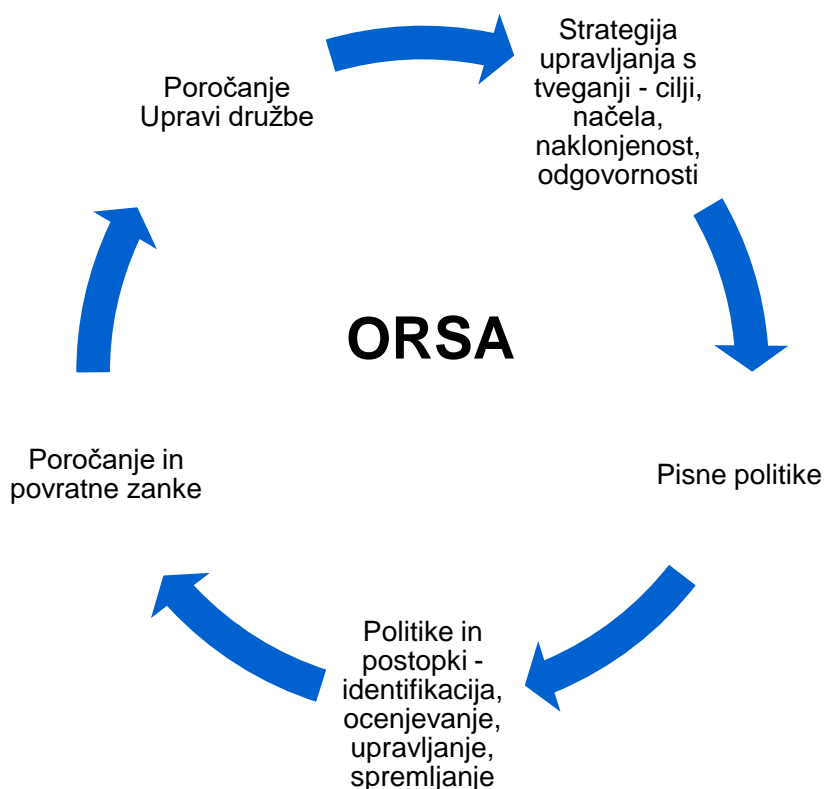 Strategija
upravljanja s
tveganji - cilji,
načela,
naklonjenost,
odgovornosti
Poročanje
Upravi družbe
ORSA
Pisne politike
Poročanje in
povratne zanke
Politike in
postopki -
identifikacija,
ocenjevanje,
upravljanje,
spremljanje